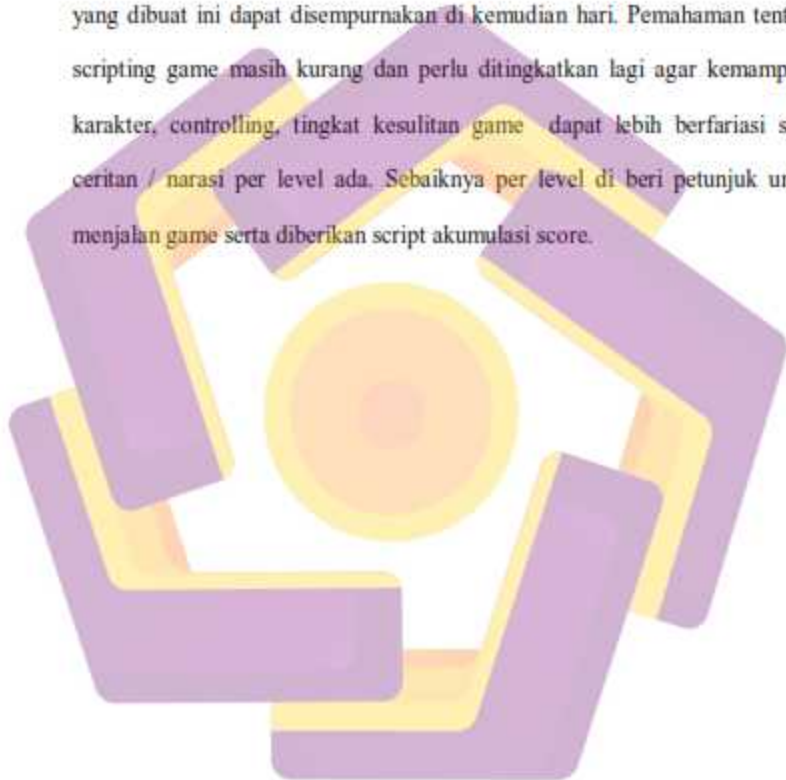 yang dibuat ini dapat disempurnakan di kemudian hari. Pemahaman tent
scripting game masih kurang dan perlu ditingkatkan lagi agar kemamp
karakter, controlling, tingkat kesulitan game dapat lebih berfariasi s
ceritan / narasi per level ada. Sebaiknya per level di beri petunjuk un
menjalan game serta diberikan script akumulasi score.